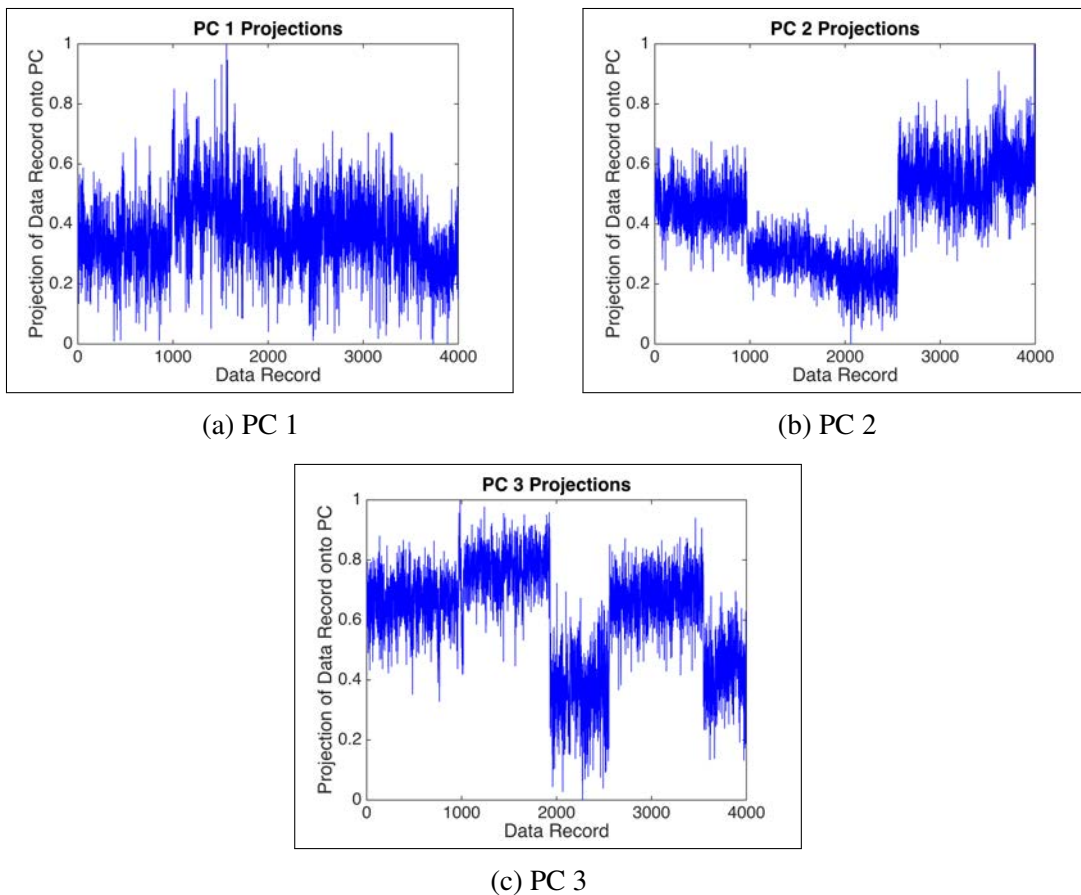 PC 1 Projections
Projection of Data Record onto PC
1
0.8
0.6
0.4
0.2
0
0 1000 2000 3000 4000
Data Record
(a) PC 1
PC 2 Projections
Projection of Data Record onto PC
1
0.8
0.6
0.4
0.2
0
0 1000 2000 3000 4000
Data Record
(b) PC 2
PC 3 Projections
Projection of Data Record onto PC
1
0.8
0.6
0.4
0.2
0
0 1000 2000 3000 4000
Data Record
(c) PC 3